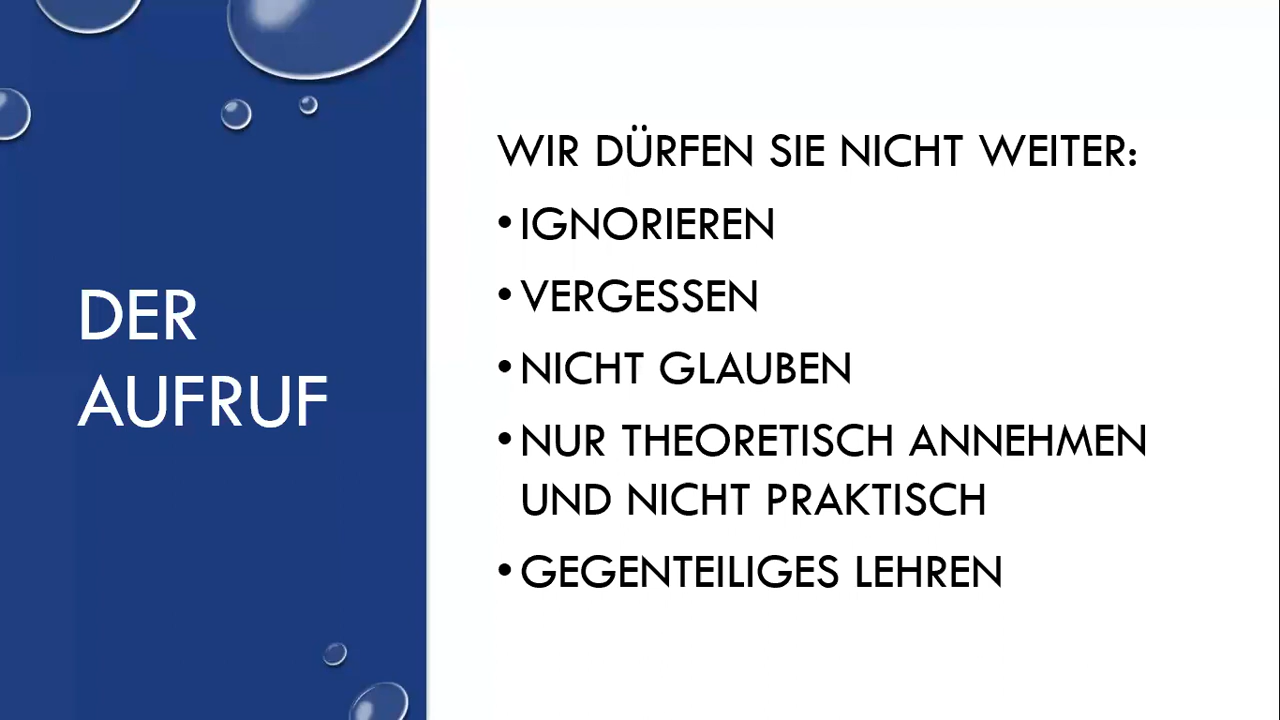 DER
AUFRUF
WIR DÜRFEN SIE NICHT WEITER:
• IGNORIEREN
• VERGESSEN
• NICHT GLAUBEN
• NUR THEORETISCH ANNEHMEN
UND NICHT PRAKTISCH
• GEGENTEILIGES LEHREN